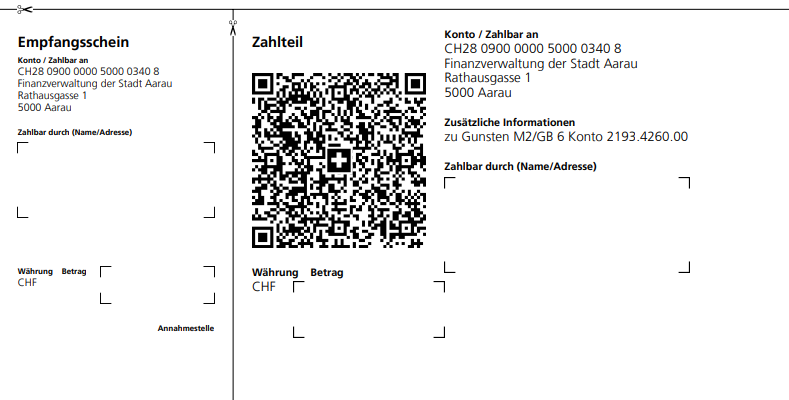 Empfangsschein
Konto / Zahlbar an
CH28 0900 0000 5000 0340 8
Finanzverwaltung der Stadt Aarau
Rathausgasse 1
5000 Aarau
Zahlbar durch (Name/Adresse)
Währung Betrag
CHF
Annahmestelle
Zahlteil
Währung Betrag
CHF
Konto / Zahlbar an
CH28 0900 0000 5000 0340 8
Finanzverwaltung der Stadt Aarau
Rathausgasse 1
5000 Aarau
Zusätzliche Informationen
zu Gunsten M2/GB 6 Konto 2193.4260.00
Zahlbar durch (Name/Adresse)